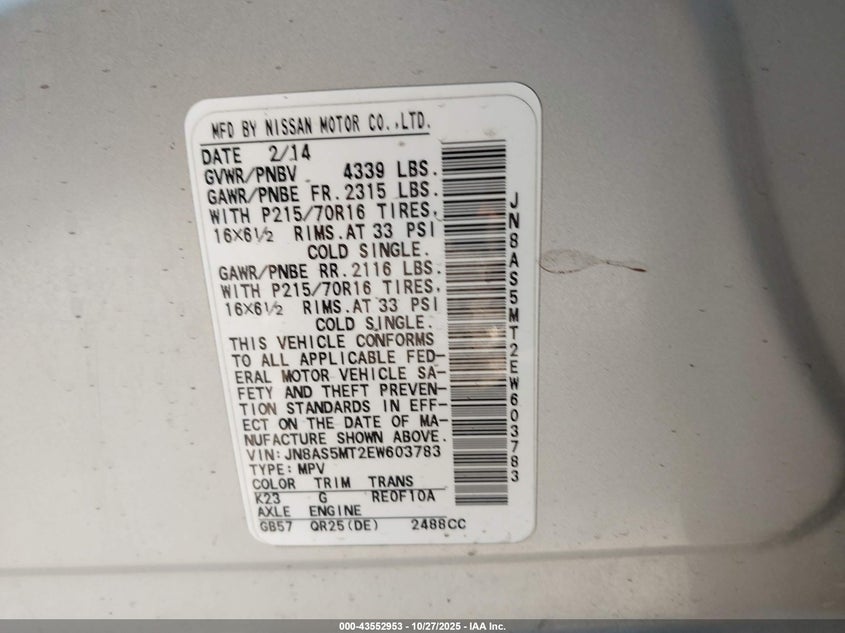 MFD BY NISSAN MOTOR CO.,LTD.
DATE 2/14
GVWR/PNBV 4339 LBS.
GAWR/PNBE FR. 2315 LBS.
WITH P215/70R16 TIRES,
16X6½ RIMS.AT 33 PSI
COLD SINGLE.
GAWR/PNBE RR. 2116 LBS.
WITH P215/70R16 TIRES,
16X6½ RIMS.AT 33 PSI
COLD SINGLE.
THIS VEHICLE CONFORMS
TO ALL APPLICABLE FED-
ERAL MOTOR VEHICLE SA-
FETY AND THEFT PREVEN-
TION STANDARDS IN EFF-
ECT ON THE DATE OF MA-
NUFACTURE SHOWN ABOVE.
VIN: JN8AS5MT2EW603783
TYPE: MPV
COLOR TRIM TRANS
K23 G RE0F10A
AXLE ENGINE
GB57 QR25(DE) 2488CC
JN8AS5MT2EW603783
000-43552953 - 10/27/2025 - IAA Inc.